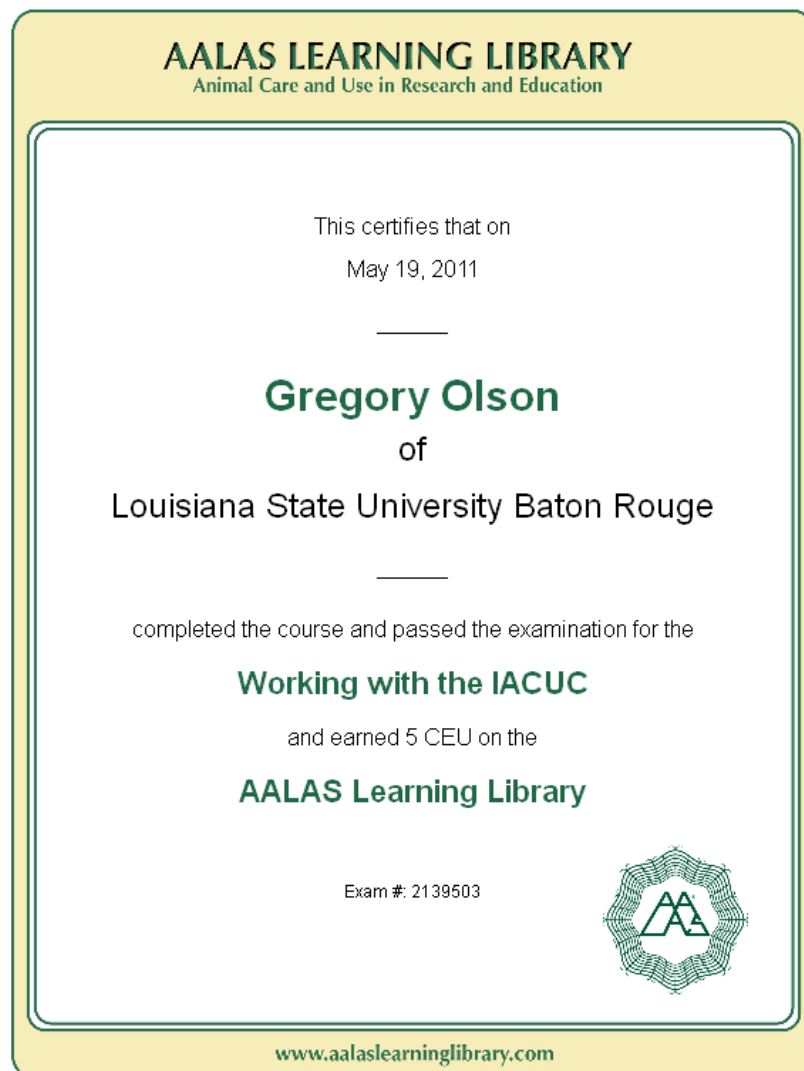 AALAS LEARNING LIBRARY
Animal Care and Use in Research and Education
This certifies that on
May 19, 2011
Gregory Olson
of
Louisiana State University Baton Rouge
completed the course and passed the examination for the
Working with the IACUC
and earned 5 CEU on the
AALAS Learning Library
Exam #: 2139503
AALAS
www.aalaslearninglibrary.com